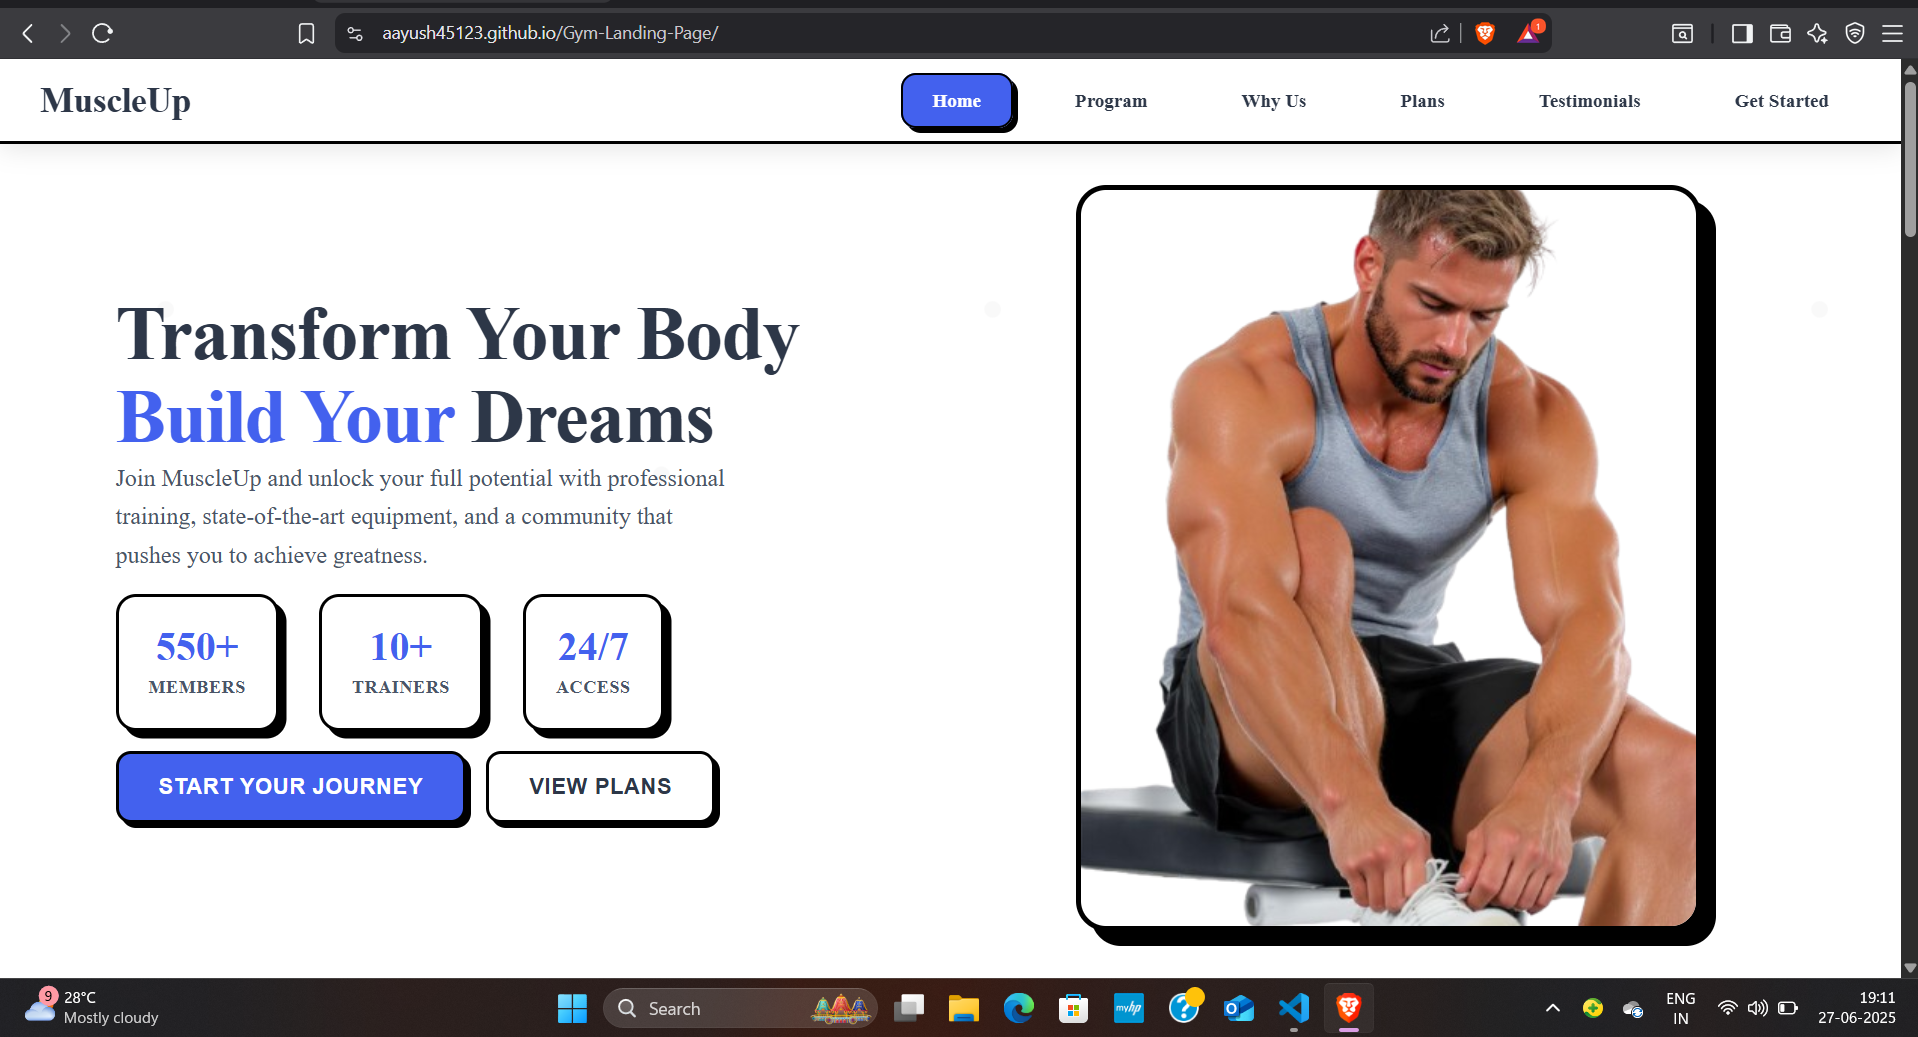 aayush45123.github.io/Gym-Landing-Page/
1
MuscleUp
Home
Program
Why Us
Plans
Testimonials
Get Started
Transform Your Body
Build Your Dreams
Join MuscleUp and unlock your full potential with professional
training, state-of-the-art equipment, and a community that
pushes you to achieve greatness.
550+
MEMBERS
10+
TRAINERS
24/7
ACCESS
START YOUR JOURNEY
VIEW PLANS
9
28°C
Mostly cloudy
Search
myhp
ENG
IN
19:11
27-06-2025